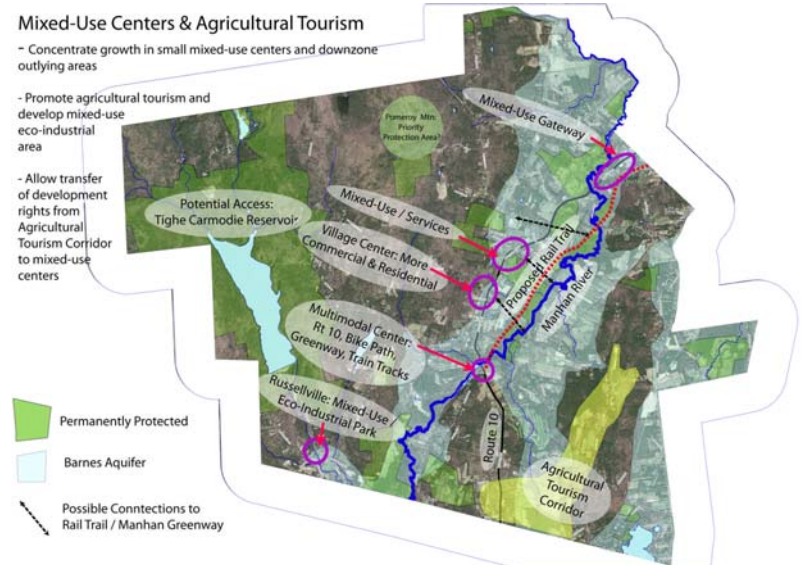 Mixed-Use Centers & Agricultural Tourism
- Concentrate growth in small mixed-use centers and downzone
outlying areas
- Promote agricultural tourism and
develop mixed-use
eco-industrial
area
- Allow transfer
of development
rights from
Agricultural
Tourism Corridor
to mixed-use
centers
Pomeroy Mtn:
Priority
Protection Area?
Mixed-Use Gateway
Potential Access:
Tighe Carmodie Reservoir
Mixed-Use / Services
Village Center: More
Commercial & Residential
Proposed Rail Trail
Manhan River
Multimodal Center:
Rt 10, Bike Path,
Greenway, Train Tracks
Russellville: Mixed-Use /
Eco-Industrial Park
Route 10
Agricultural
Tourism
Corridor
Permanently Protected
Barnes Aquifer
Possible Conntections to
Rail Trail / Manhan Greenway